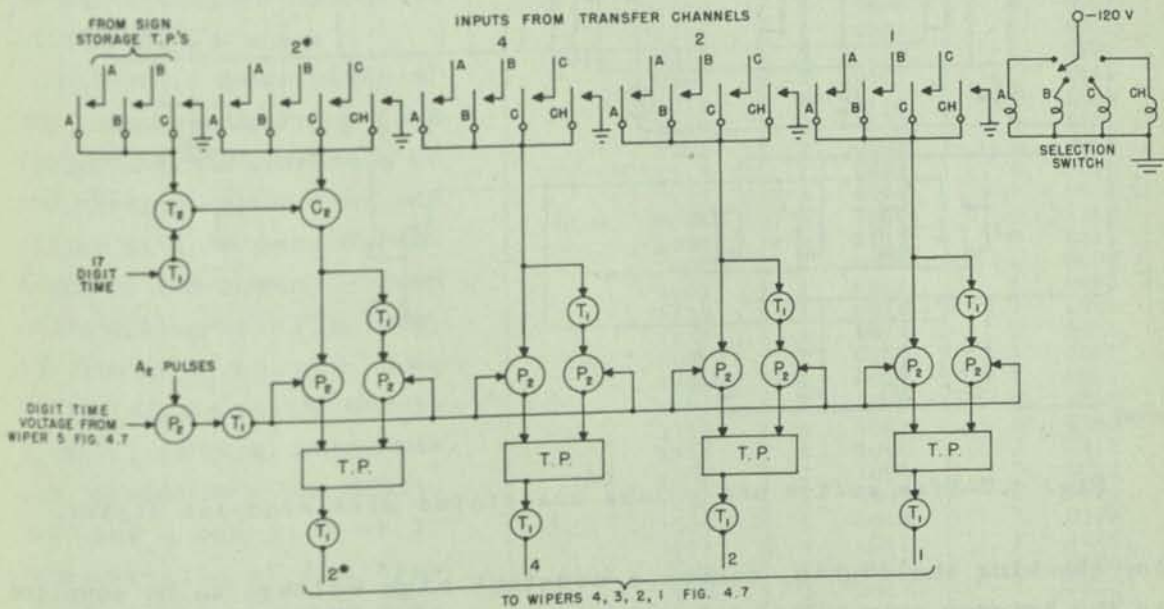 INPUTS FROM TRANSFER CHANNELS
FROM SIGN
STORAGE T.P.'S
2* 4 2 1
-120 V
A B A B C A B C A B C A B C
A B C A B C CH A B C CH A B C CH A B C CH A B C CH
SELECTION
SWITCH
T₂ C₂
17
DIGIT
TIME
T₁
T₁ T₁ T₁ T₁
P₂ P₂ P₂ P₂ P₂ P₂ P₂ P₂
A₂ PULSES
DIGIT TIME
VOLTAGE FROM
WIPER 5 FIG. 4.7
P₂ T₁
T.P. T.P. T.P. T.P.
T₁ T₁ T₁ T₁
2* 4 2 1
TO WIPERS 4, 3, 2, 1 FIG. 4.7